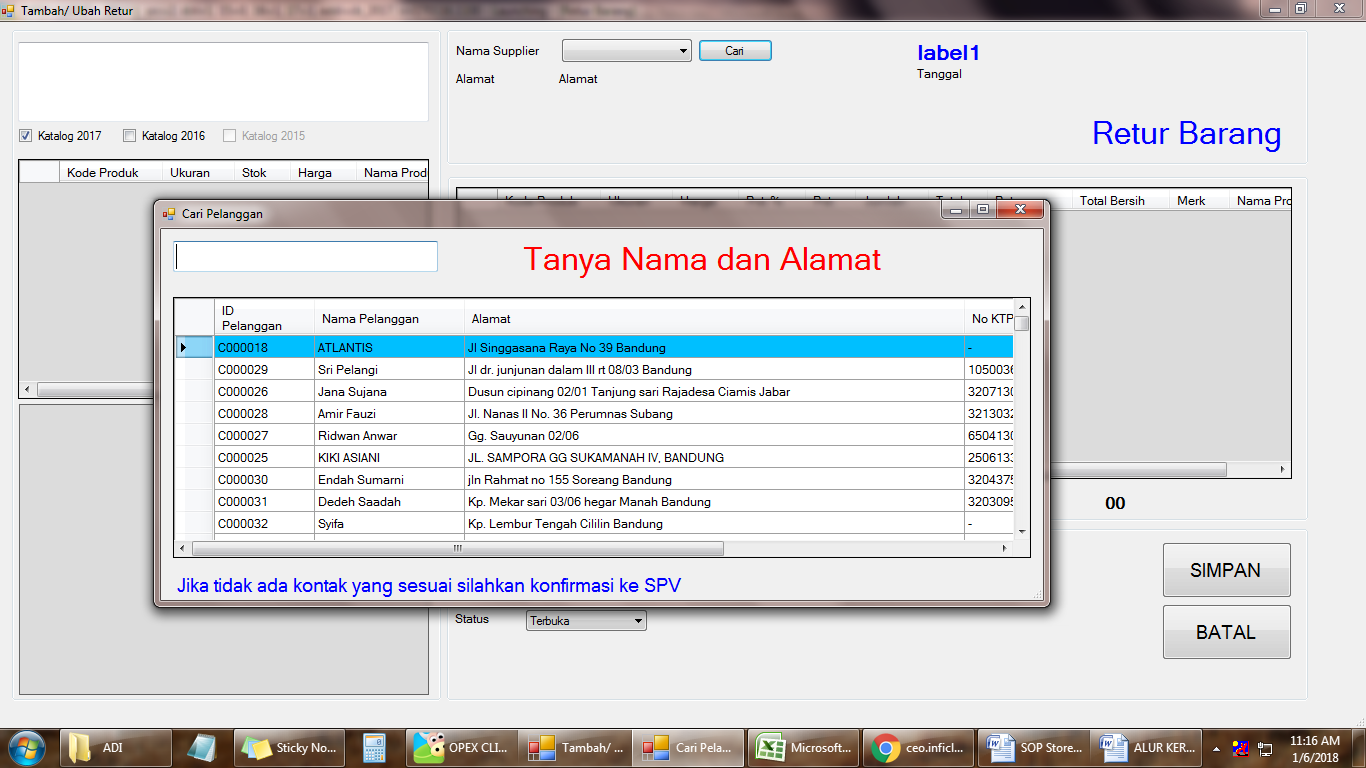 Tambah/ Ubah Retur
Nama Supplier
Cari
label1
Alamat
Alamat
Tanggal
Katalog 2017
Katalog 2016
Katalog 2015
Retur Barang
Kode Produk
Ukuran
Stok
Harga
Nama Prod
Total Bersih
Merk
Nama Pro
Cari Pelanggan
Tanya Nama dan Alamat
ID Pelanggan
Nama Pelanggan
Alamat
No KTP
C000018 ATLANTIS Jl Singgasana Raya No 39 Bandung -
C000029 Sri Pelangi Jl dr. junjunan dalam III rt 08/03 Bandung 1050036
C000026 Jana Sujana Dusun cipinang 02/01 Tanjung sari Rajadesa Ciamis Jabar 3207130
C000028 Amir Fauzi Jl. Nanas II No. 36 Perumnas Subang 3213032
C000027 Ridwan Anwar Gg. Sauyunan 02/06 6504130
C000025 KIKI ASIANI JL. SAMPORA GG SUKAMANAH IV, BANDUNG 2506133
C000030 Endah Sumarni jln Rahmat no 155 Soreang Bandung 3204375
C000031 Dedeh Saadah Kp. Mekar sari 03/06 hegar Manah Bandung 3203095
C000032 Syifa Kp. Lembur Tengah Cililin Bandung -
Jika tidak ada kontak yang sesuai silahkan konfirmasi ke SPV
00
SIMPAN
Status
Terbuka
BATAL
ADI
Sticky No...
OPEX CLI...
Tambah/ ...
Cari Pela...
Microsoft...
ceo.inficl...
SOP Store...
ALUR KER...
11:16 AM
1/6/2018